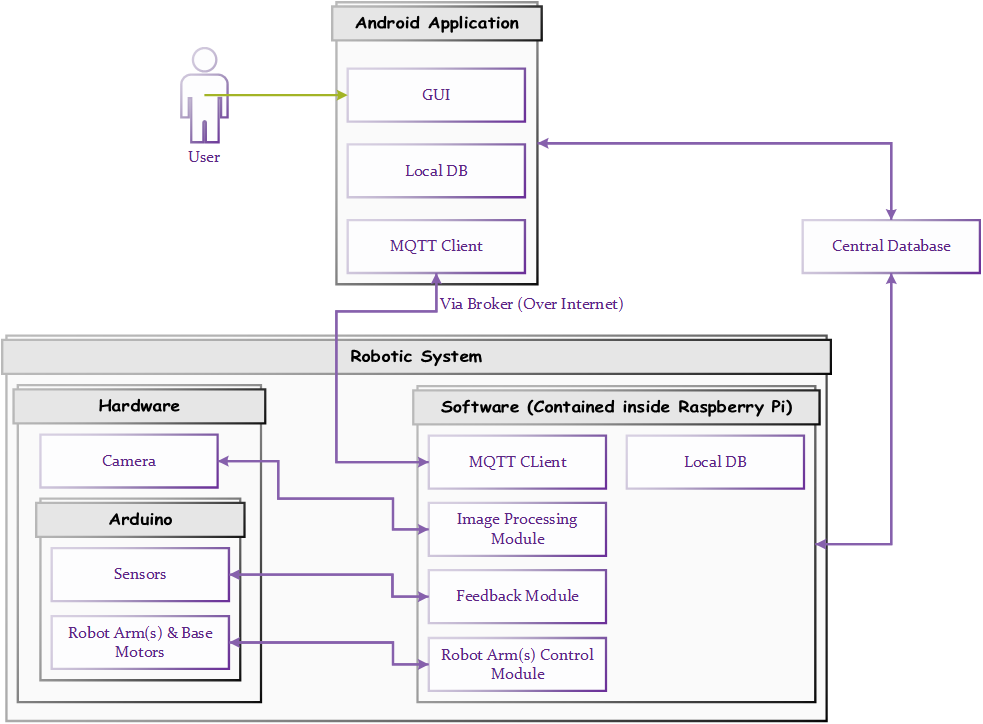 Android Application
GUI
User
Local DB
MQTT Client
Central Database
Via Broker (Over Internet)
Robotic System
Hardware
Camera
Arduino
Sensors
Robot Arm(s) & Base
Motors
Software (Contained inside Raspberry Pi)
MQTT CLient
Local DB
Image Processing
Module
Feedback Module
Robot Arm(s) Control
Module